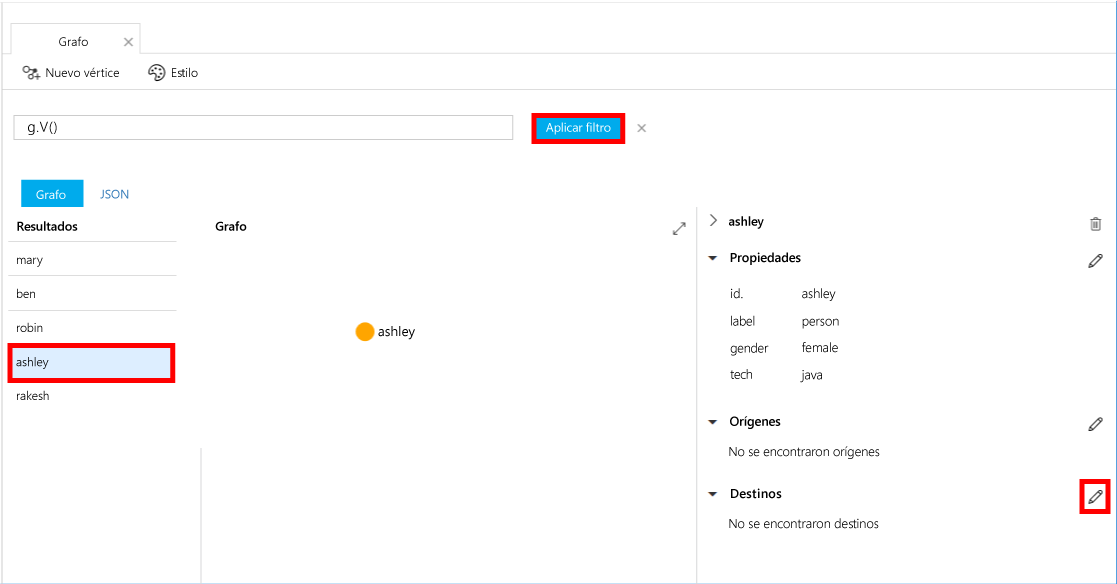 Grafo
Nuevo vértice Estilo
g.V()
Aplicar filtro
Grafo JSON
Resultados
mary
ben
robin
ashley
rakesh
Grafo
ashley
ashley
Propiedades
id. ashley
label person
gender female
tech java
Orígenes
No se encontraron orígenes
Destinos
No se encontraron destinos